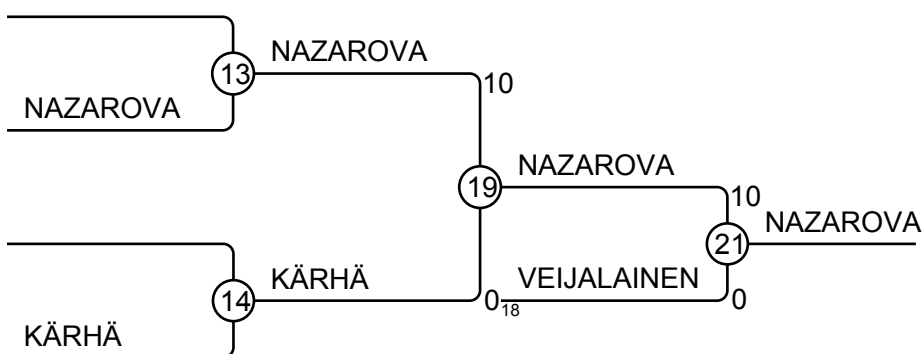 NAZAROVA
13
10
NAZAROVA
NAZAROVA
19
10
NAZAROVA
21
KÄRHÄ
VEIJALAINEN
14
0
18
0
KÄRHÄ